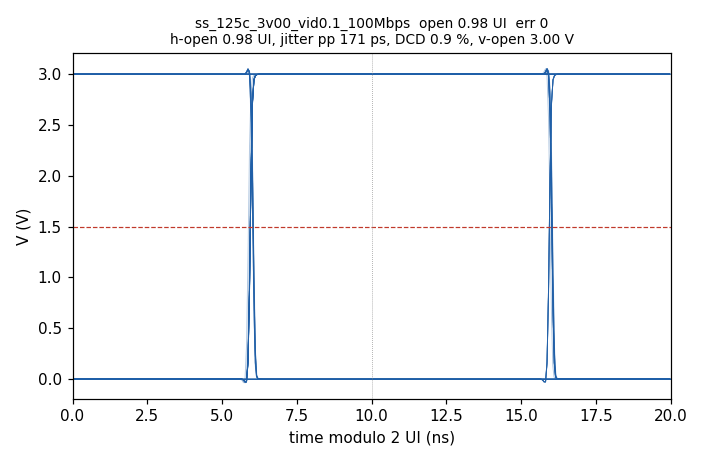 ss_125c_3v00_vid0.1_100Mbps  open 0.98 UI  err 0
h-open 0.98 UI, jitter pp 171 ps, DCD 0.9 %, v-open 3.00 V
V (V)
3.0
2.5
2.0
1.5
1.0
0.5
0.0
0.0 2.5 5.0 7.5 10.0 12.5 15.0 17.5 20.0
time modulo 2 UI (ns)